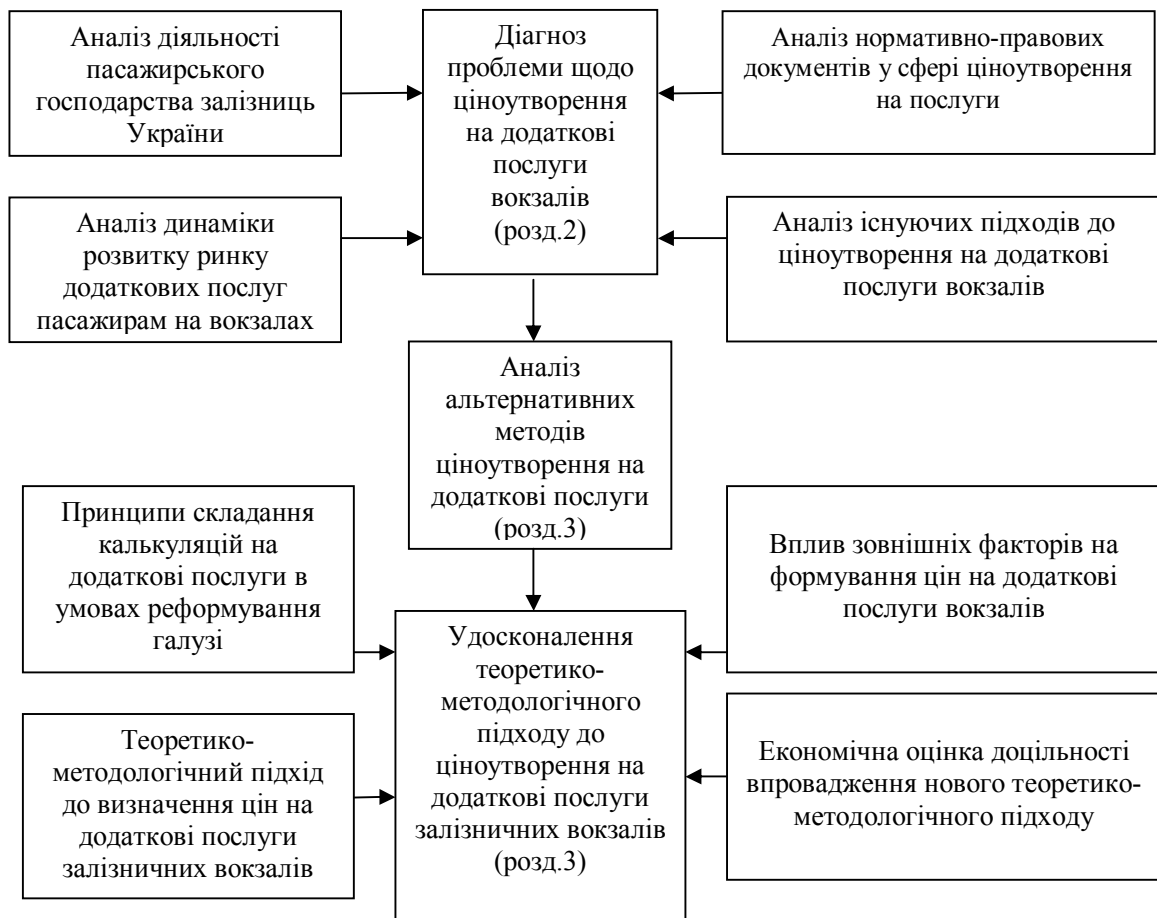 Аналіз діяльності
пасажирського
господарства залізниць
України
Діагноз
проблеми щодо
ціноутворення
на додаткові
послуги
вокзалів
(розд.2)
Аналіз нормативно-правових
документів у сфері ціноутворення
на послуги
Аналіз динаміки
розвитку ринку
додаткових послуг
пасажирам на вокзалах
Аналіз існуючих підходів до
ціноутворення на додаткові
послуги вокзалів
Аналіз
альтернативних
методів
ціноутворення на
додаткові послуги
(розд.3)
Принципи складання
калькуляцій на
додаткові послуги в
умовах реформування
галузі
Вплив зовнішніх факторів на
формування цін на додаткові
послуги вокзалів
Удосконалення
теоретико-
методологічного
підходу до
ціноутворення на
додаткові послуги
залізничних вокзалів
(розд.3)
Теоретико-
методологічний підхід
до визначення цін на
додаткові послуги
залізничних вокзалів
Економічна оцінка доцільності
впровадження нового теоретико-
методологічного підходу